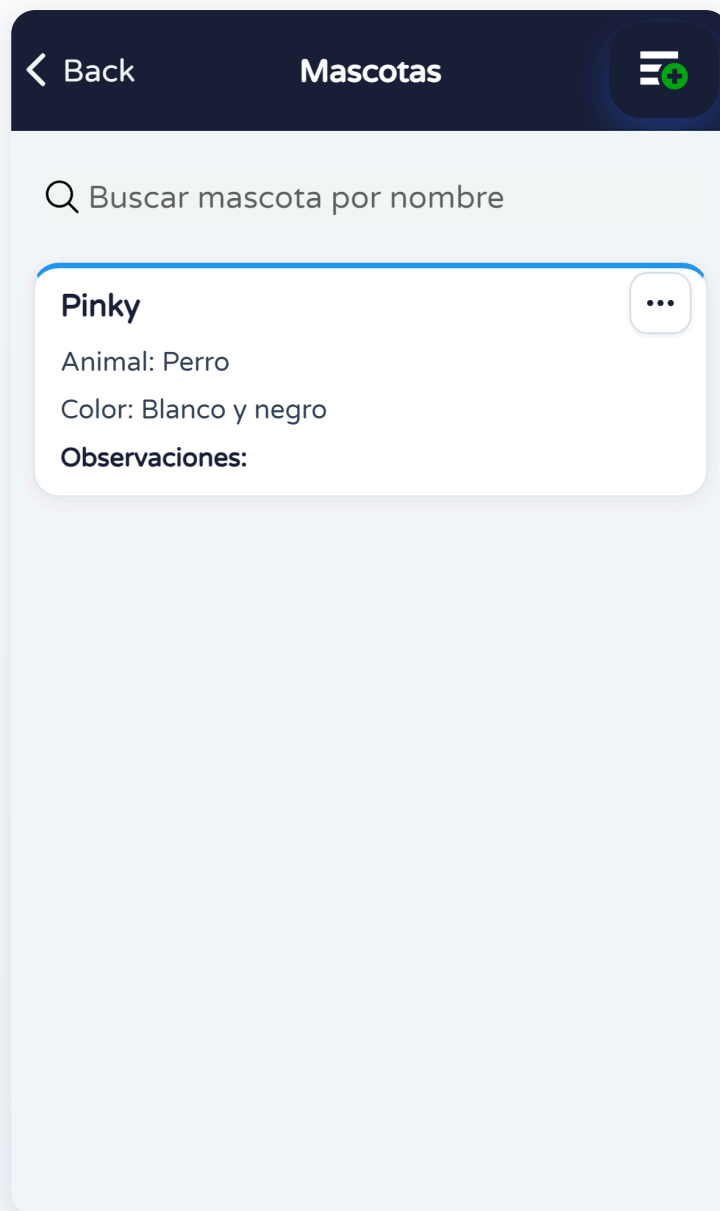 Back
Mascotas
Buscar mascota por nombre
Pinky
Animal: Perro
Color: Blanco y negro
Observaciones: